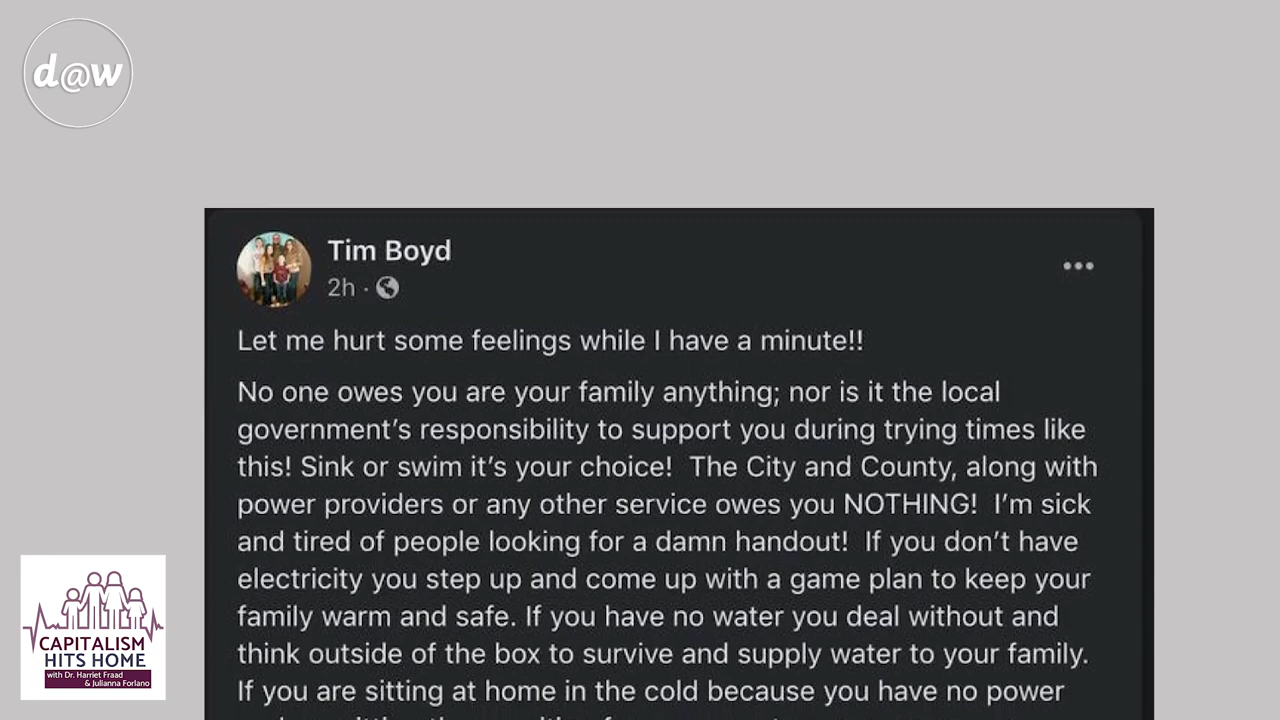 d@w
Tim Boyd
2h ·
Let me hurt some feelings while I have a minute!!
No one owes you are your family anything; nor is it the local
government’s responsibility to support you during trying times like
this! Sink or swim it’s your choice!  The City and County, along with
power providers or any other service owes you NOTHING!  I’m sick
and tired of people looking for a damn handout!  If you don’t have
electricity you step up and come up with a game plan to keep your
family warm and safe. If you have no water you deal without and
think outside of the box to survive and supply water to your family.
If you are sitting at home in the cold because you have no power
CAPITALISM
HITS HOME
with Dr. Harriet Fraad
& Julianna Forlano